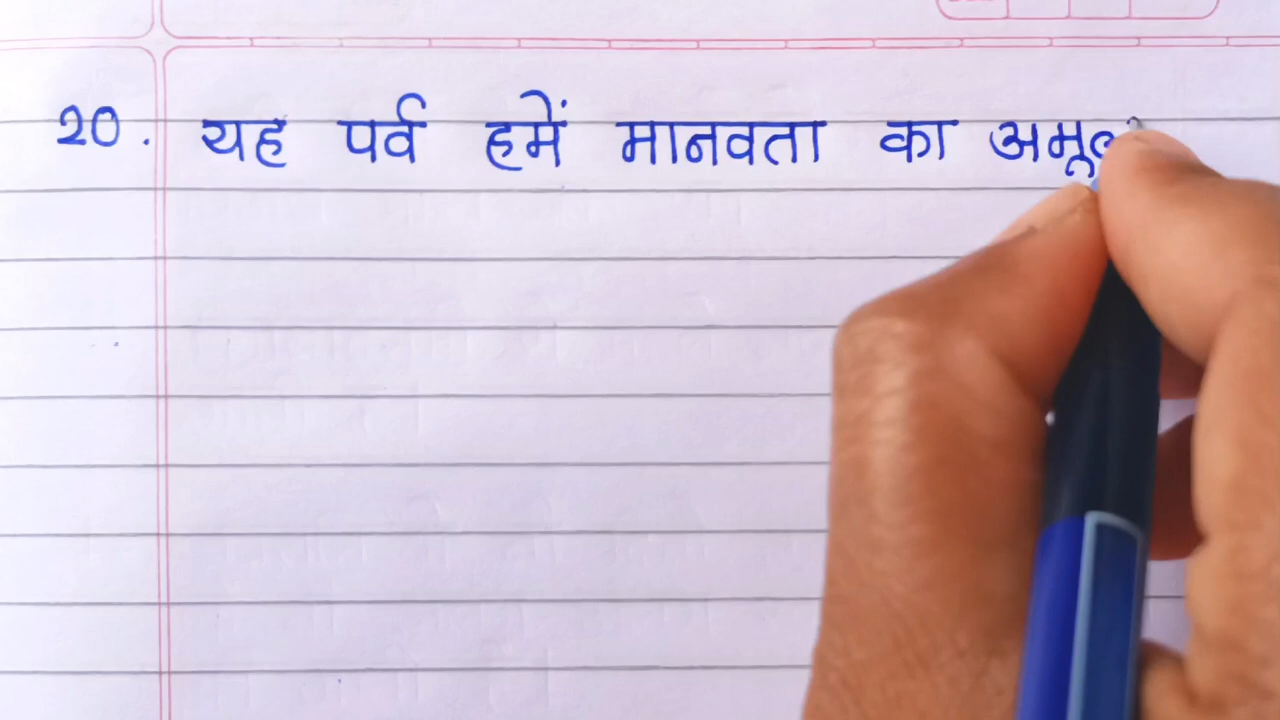 20. यह पर्व हमें मानवता का